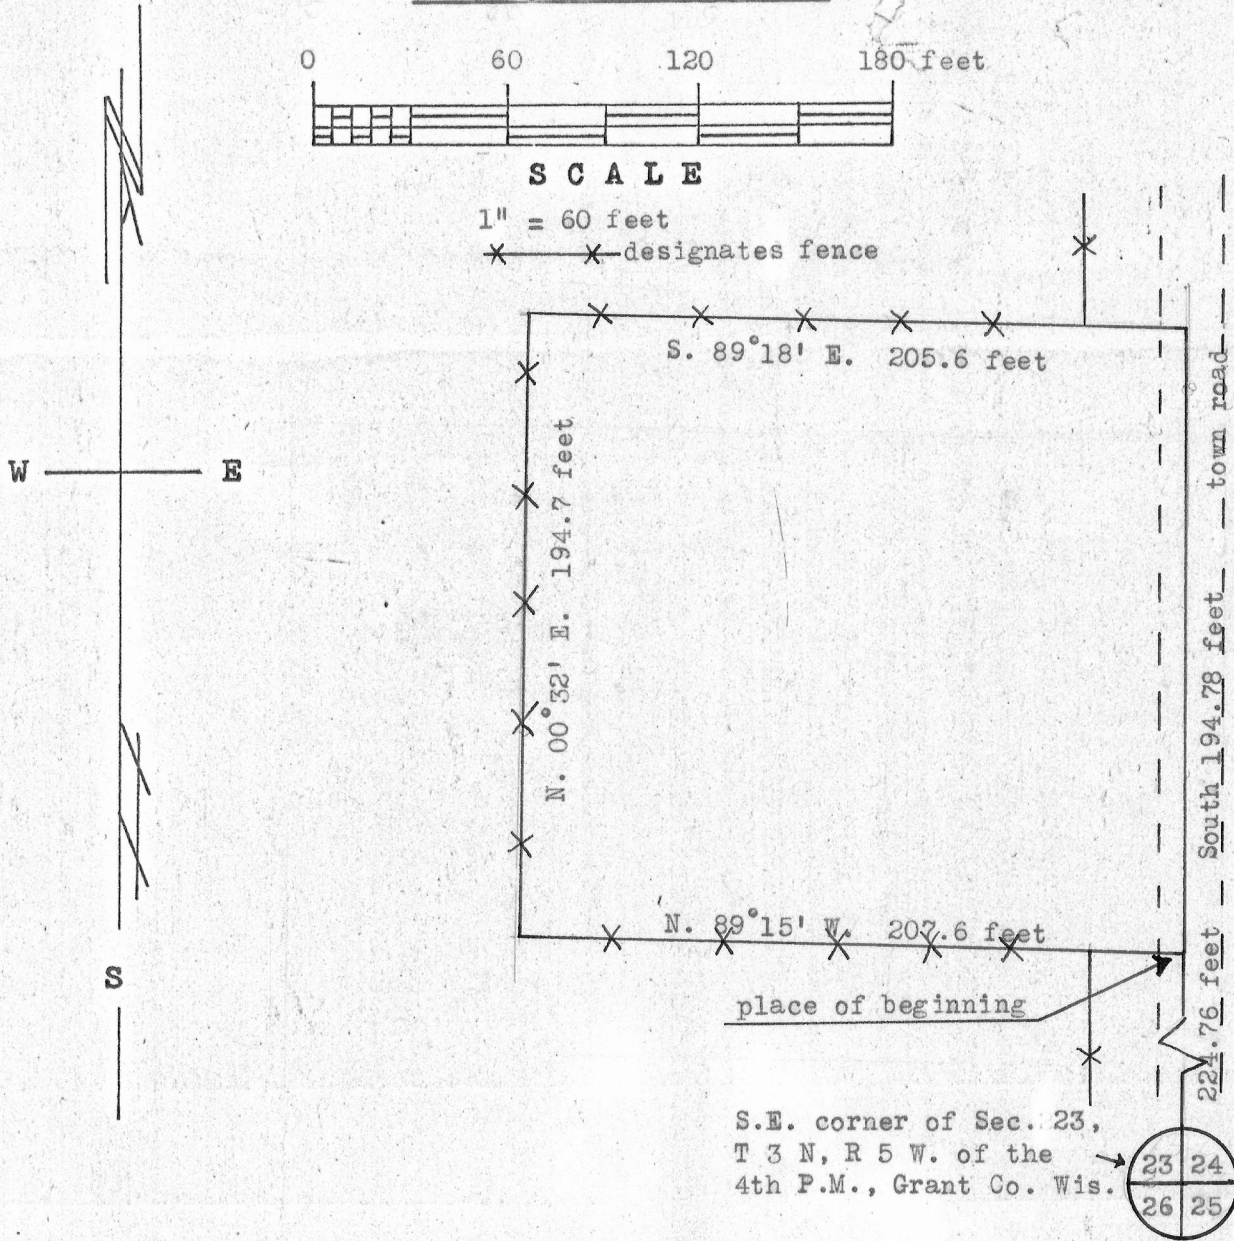 0 60 120 180 feet
SCALE
1" = 60 feet
designates fence
S. 89°18' E. 205.6 feet
N. 00°32' E. 194.7 feet
W E
N
S
town road
South 194.78 feet
224.76 feet
N. 89°15' W. 207.6 feet
place of beginning
S.E. corner of Sec. 23,
T 3 N, R 5 W. of the
4th P.M., Grant Co. Wis.
23 24
26 25